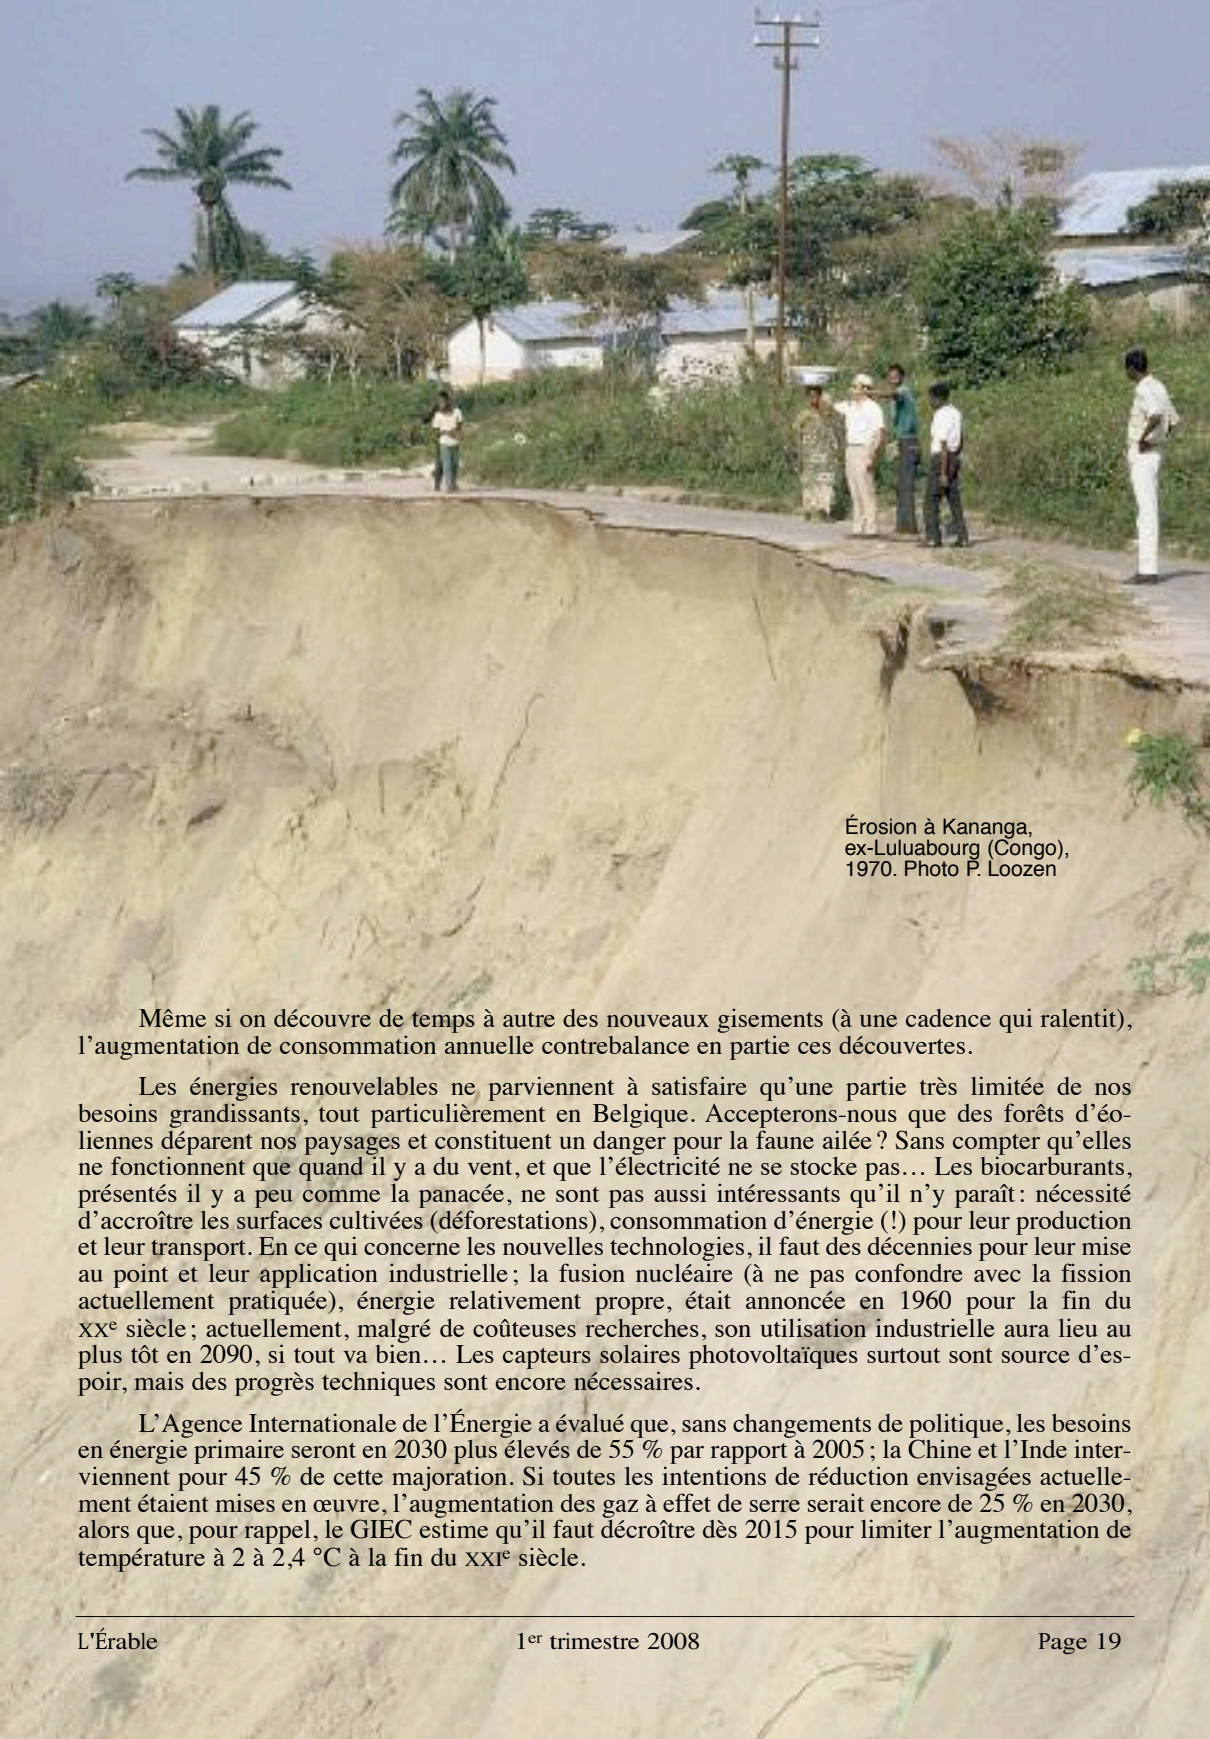 Érosion à Kananga,
ex-Luluabourg (Congo),
1970. Photo P. Loozen
Même si on découvre de temps à autre des nouveaux gisements (à une cadence qui ralentit),
l’augmentation de consommation annuelle contrebalance en partie ces découvertes.
Les énergies renouvelables ne parviennent à satisfaire qu’une partie très limitée de nos
besoins grandissants, tout particulièrement en Belgique. Accepterons-nous que des forêts d’éo-
liennes déparent nos paysages et constituent un danger pour la faune ailée ? Sans compter qu’elles
ne fonctionnent que quand il y a du vent, et que l’électricité ne se stocke pas… Les biocarburants,
présentés il y a peu comme la panacée, ne sont pas aussi intéressants qu’il n’y paraît : nécessité
d’accroître les surfaces cultivées (déforestations), consommation d’énergie (!) pour leur production
et leur transport. En ce qui concerne les nouvelles technologies, il faut des décennies pour leur mise
au point et leur application industrielle ; la fusion nucléaire (à ne pas confondre avec la fission
actuellement pratiquée), énergie relativement propre, était annoncée en 1960 pour la fin du
XXe siècle ; actuellement, malgré de coûteuses recherches, son utilisation industrielle aura lieu au
plus tôt en 2090, si tout va bien… Les capteurs solaires photovoltaïques surtout sont source d’es-
poir, mais des progrès techniques sont encore nécessaires.
L’Agence Internationale de l’Énergie a évalué que, sans changements de politique, les besoins
en énergie primaire seront en 2030 plus élevés de 55 % par rapport à 2005 ; la Chine et l’Inde inter-
viennent pour 45 % de cette majoration. Si toutes les intentions de réduction envisagées actuelle-
ment étaient mises en œuvre, l’augmentation des gaz à effet de serre serait encore de 25 % en 2030,
alors que, pour rappel, le GIEC estime qu’il faut décroître dès 2015 pour limiter l’augmentation de
température à 2 à 2,4 °C à la fin du XXIe siècle.
L'Érable 1er trimestre 2008 Page 19